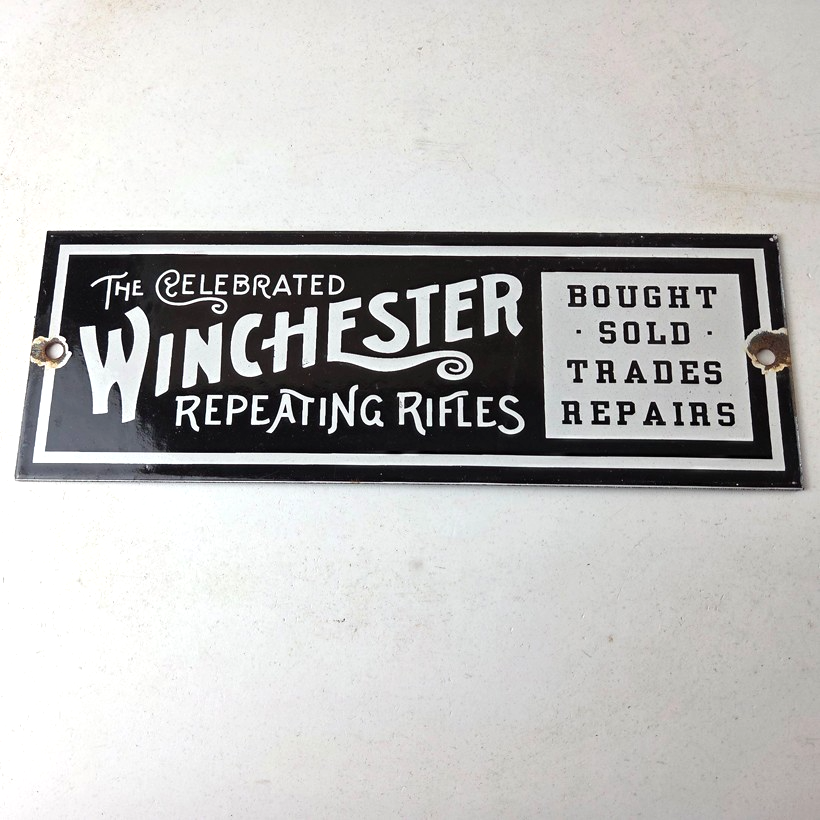 The Celebrated
Winchester
Repeating Rifles
BOUGHT
· SOLD ·
TRADES
REPAIRS